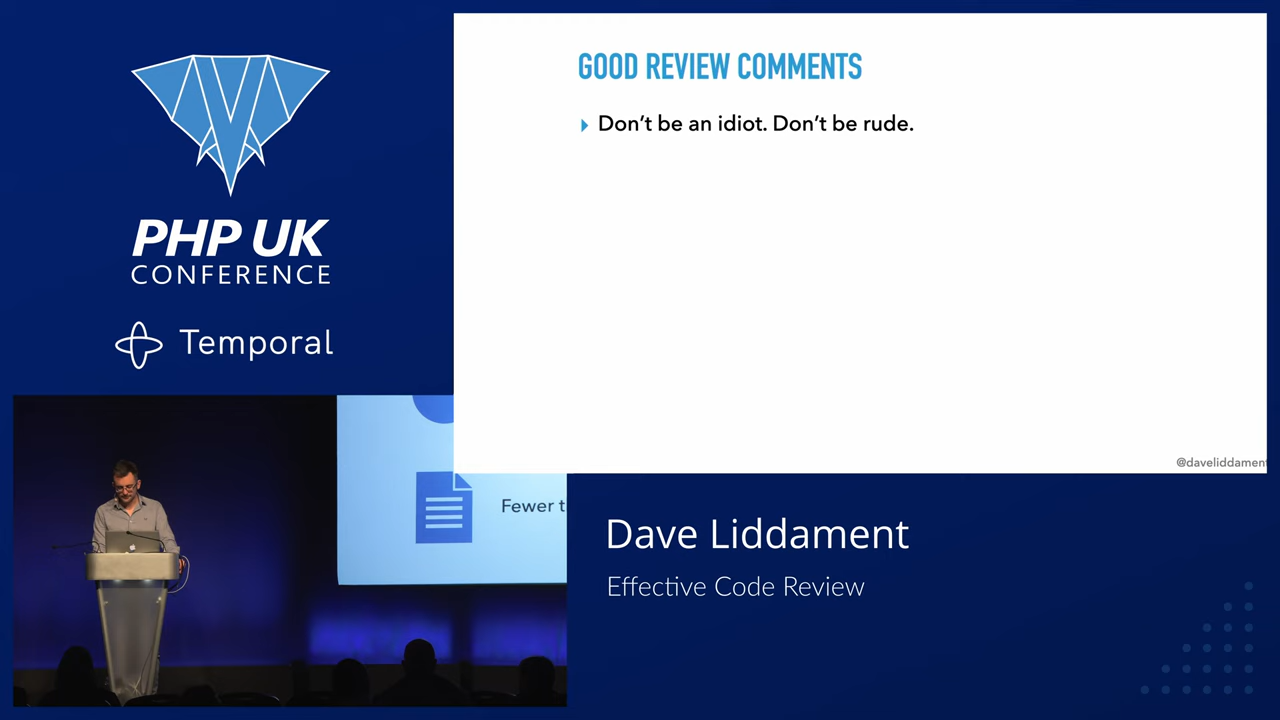 PHP UK
CONFERENCE
Temporal
GOOD REVIEW COMMENTS
Don’t be an idiot. Don’t be rude.
@daveliddament
Fewer t
Dave Liddament
Effective Code Review